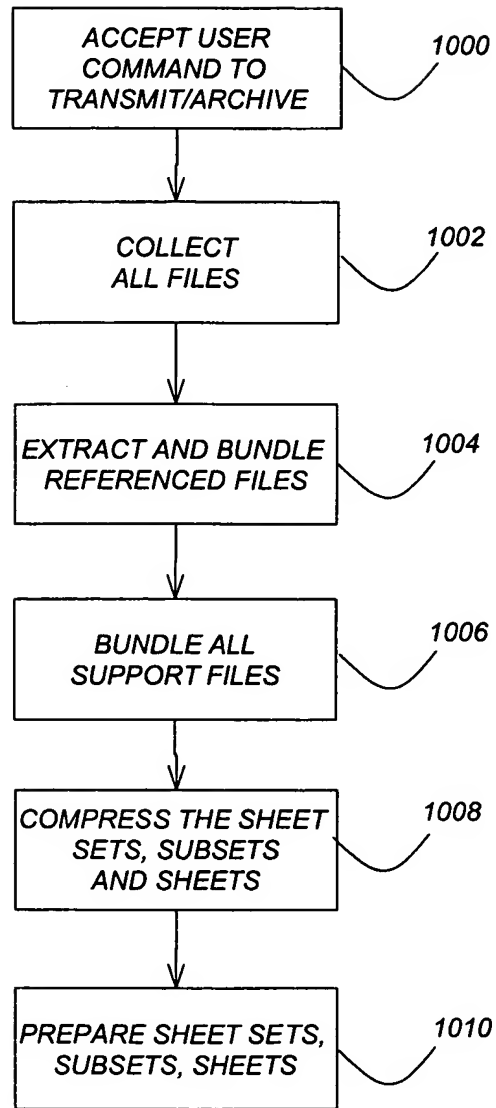 ACCEPT USER
COMMAND TO
TRANSMIT/ARCHIVE
1000
COLLECT
ALL FILES
1002
EXTRACT AND BUNDLE
REFERENCED FILES
1004
BUNDLE ALL
SUPPORT FILES
1006
COMPRESS THE SHEET
SETS, SUBSETS
AND SHEETS
1008
PREPARE SHEET SETS,
SUBSETS, SHEETS
1010